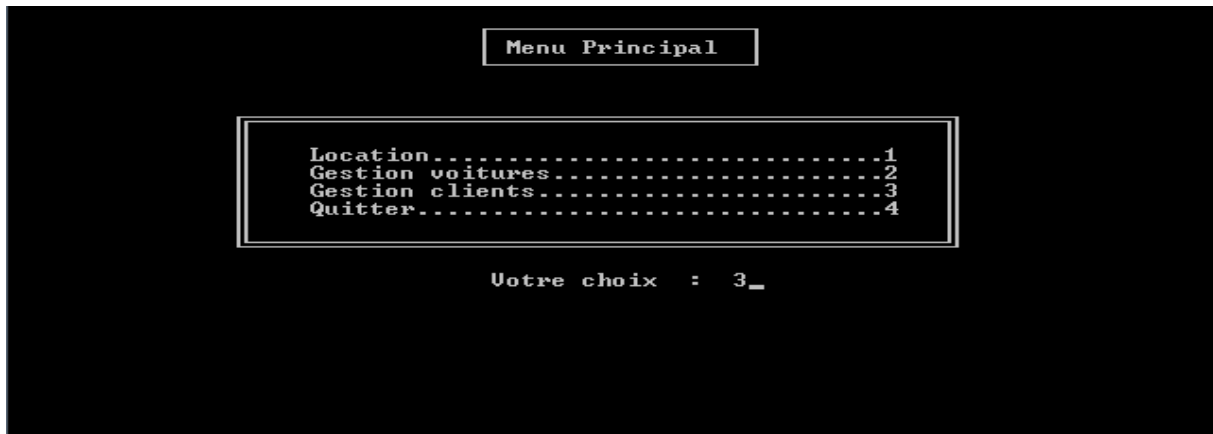 Menu Principal
Location..............................1
Gestion voitures......................2
Gestion clients.......................3
Quitter...............................4
Votre choix : 3_